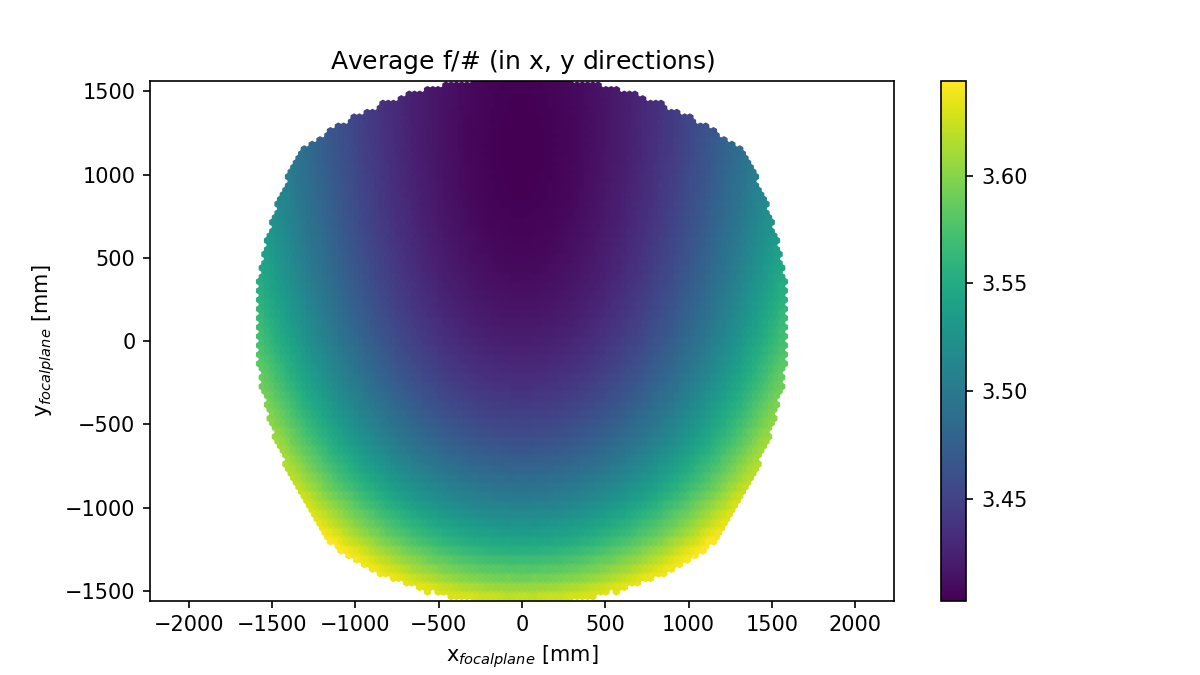 Average f/# (in x, y directions)
1500
1000
500
0
−500
−1000
−1500
y_focalplane [mm]
−2000 −1500 −1000 −500 0 500 1000 1500 2000
x_focalplane [mm]
3.60
3.55
3.50
3.45